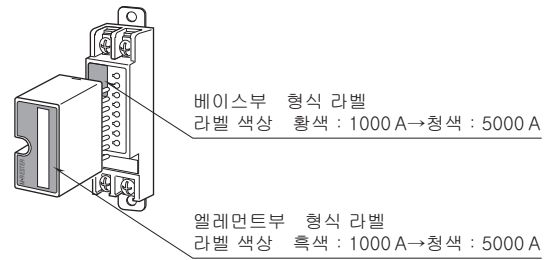 베이스부 형식 라벨
라벨 색상 황색 : 1000 A→청색 : 5000 A
엘레먼트부 형식 라벨
라벨 색상 흑색 : 1000 A→청색 : 5000 A